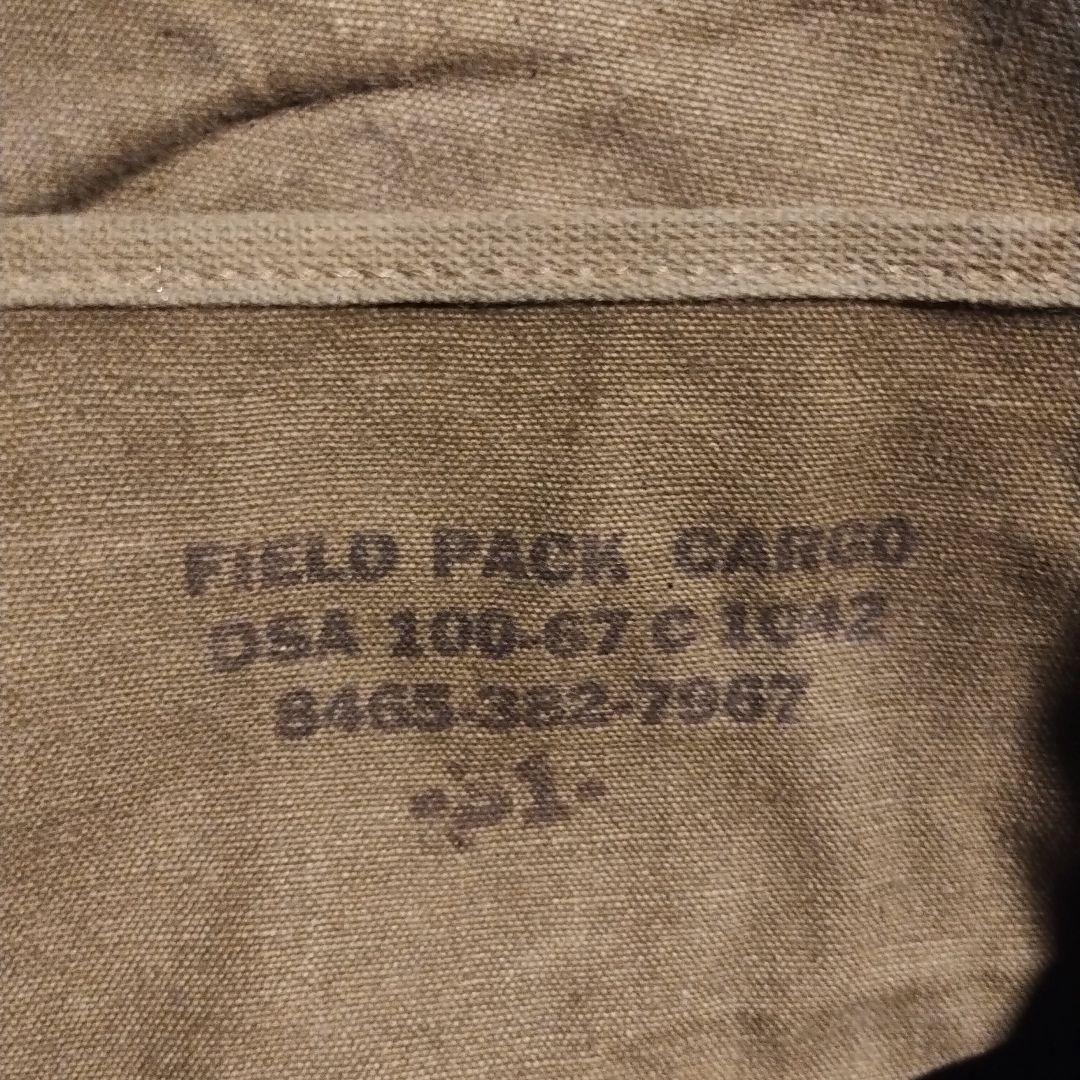 FIELD PACK CARGO
DSA 100-67 C 1042
8465-382-7967